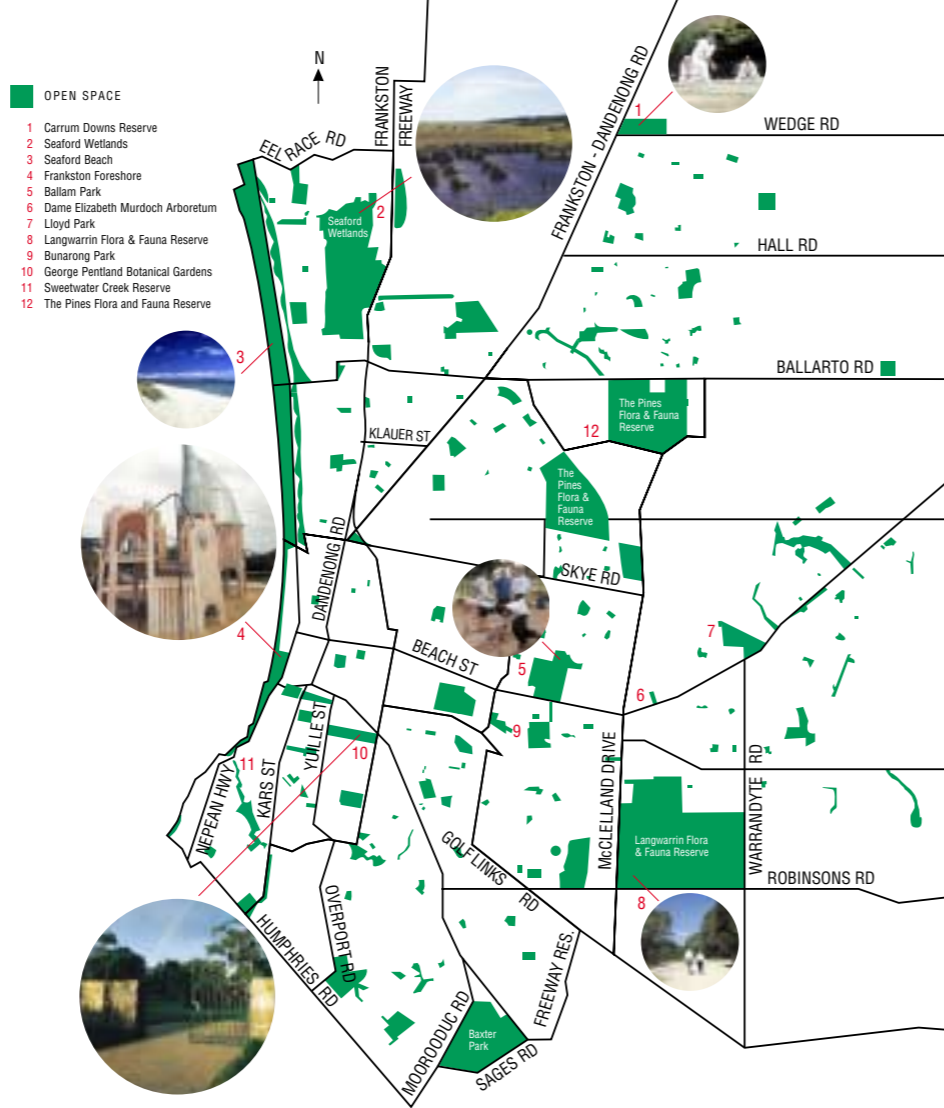 N
OPEN SPACE
1 Carrum Downs Reserve
2 Seaford Wetlands
3 Seaford Beach
4 Frankston Foreshore
5 Ballam Park
6 Dame Elizabeth Murdoch Arboretum
7 Lloyd Park
8 Langwarrin Flora & Fauna Reserve
9 Bunarong Park
10 George Pentland Botanical Gardens
11 Sweetwater Creek Reserve
12 The Pines Flora and Fauna Reserve
EEL RACE RD
FRANKSTON
FREEWAY
FRANKSTON - DANDENONG RD
1
WEDGE RD
Seaford
Wetlands
2
HALL RD
3
BALLARTO RD
The Pines
Flora & Fauna
Reserve
12
KLAUER ST
The
Pines
Flora &
Fauna
Reserve
DANDENONG RD
SKYE RD
4
BEACH ST
5
7
6
9
YUILLE ST
10
11
NEPEAN HWY
KARS ST
McCLELLAND DRIVE
WARRANDYTE RD
GOLF LINKS RD
Langwarrin Flora
& Fauna Reserve
ROBINSONS RD
8
OVERPORT RD
HUMPHRIES RD
FREEWAY RES.
MOOROODUC RD
Baxter
Park
SAGES RD